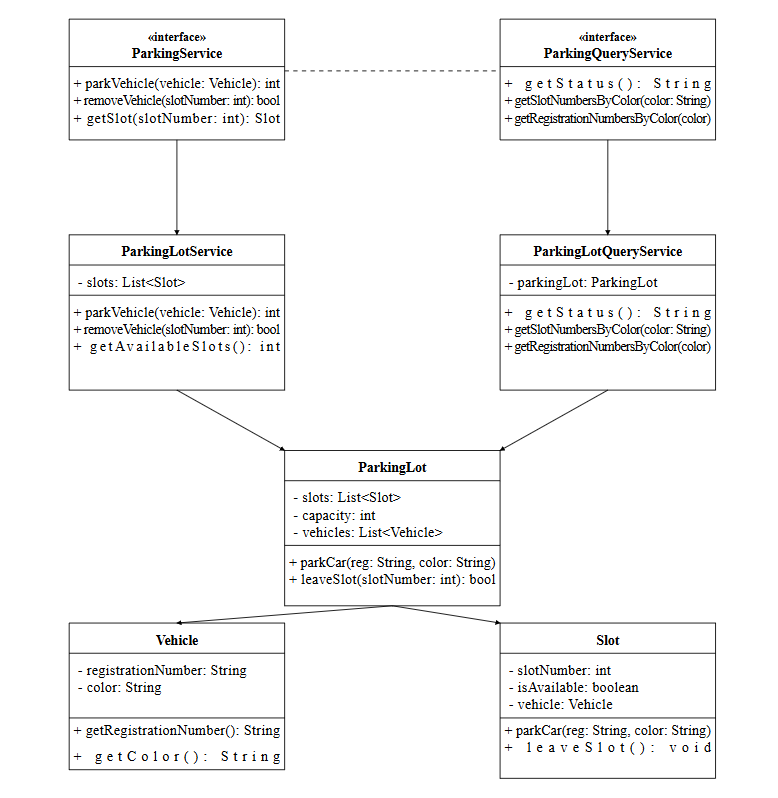 «interface»
ParkingService
+ parkVehicle(vehicle: Vehicle): int
+ removeVehicle(slotNumber: int): bool
+ getSlot(slotNumber: int): Slot
«interface»
ParkingQueryService
+ getStatus(): String
+ getSlotNumbersByColor(color: String)
+ getRegistrationNumbersByColor(color)
ParkingLotService
- slots: List<Slot>
+ parkVehicle(vehicle: Vehicle): int
+ removeVehicle(slotNumber: int): bool
+ getAvailableSlots(): int
ParkingLotQueryService
- parkingLot: ParkingLot
+ getStatus(): String
+ getSlotNumbersByColor(color: String)
+ getRegistrationNumbersByColor(color)
ParkingLot
- slots: List<Slot>
- capacity: int
- vehicles: List<Vehicle>
+ parkCar(reg: String, color: String)
+ leaveSlot(slotNumber: int): bool
Vehicle
- registrationNumber: String
- color: String
+ getRegistrationNumber(): String
+ getColor(): String
Slot
- slotNumber: int
- isAvailable: boolean
- vehicle: Vehicle
+ parkCar(reg: String, color: String)
+ leaveSlot(): void